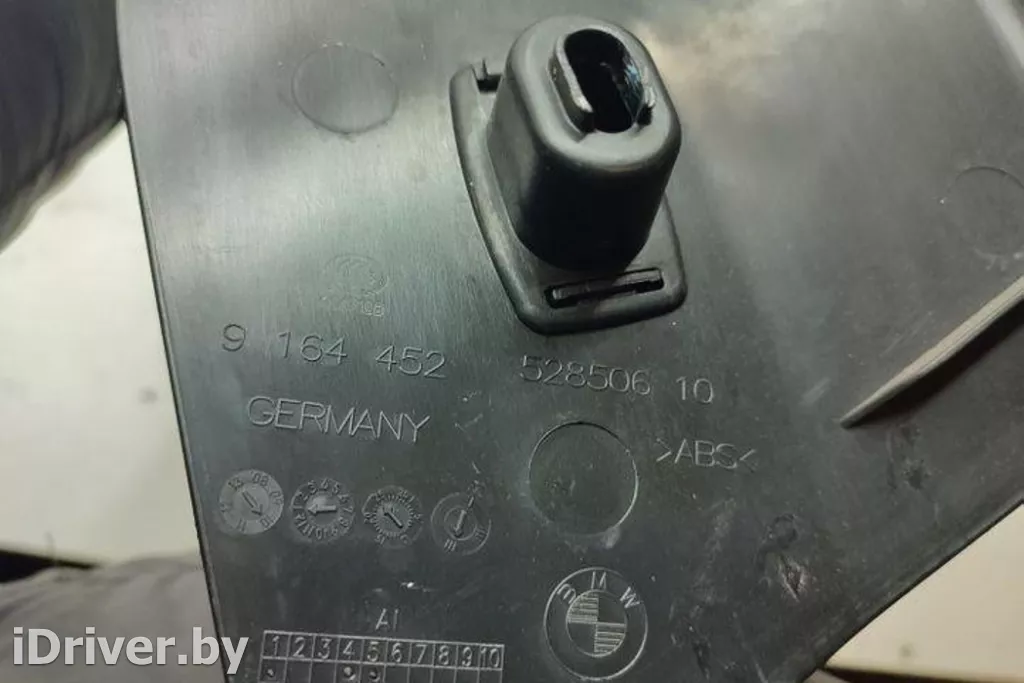 9 164 452 528506 10
GERMANY
>ABS<
BMW
AI
1 2 3 4 5 6 7 8 9 10
iDriver.by